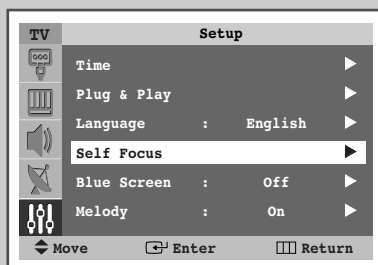 TV Setup
Time
Plug & Play
Language : English
Self Focus
Blue Screen : Off
Melody : On
Move Enter Return